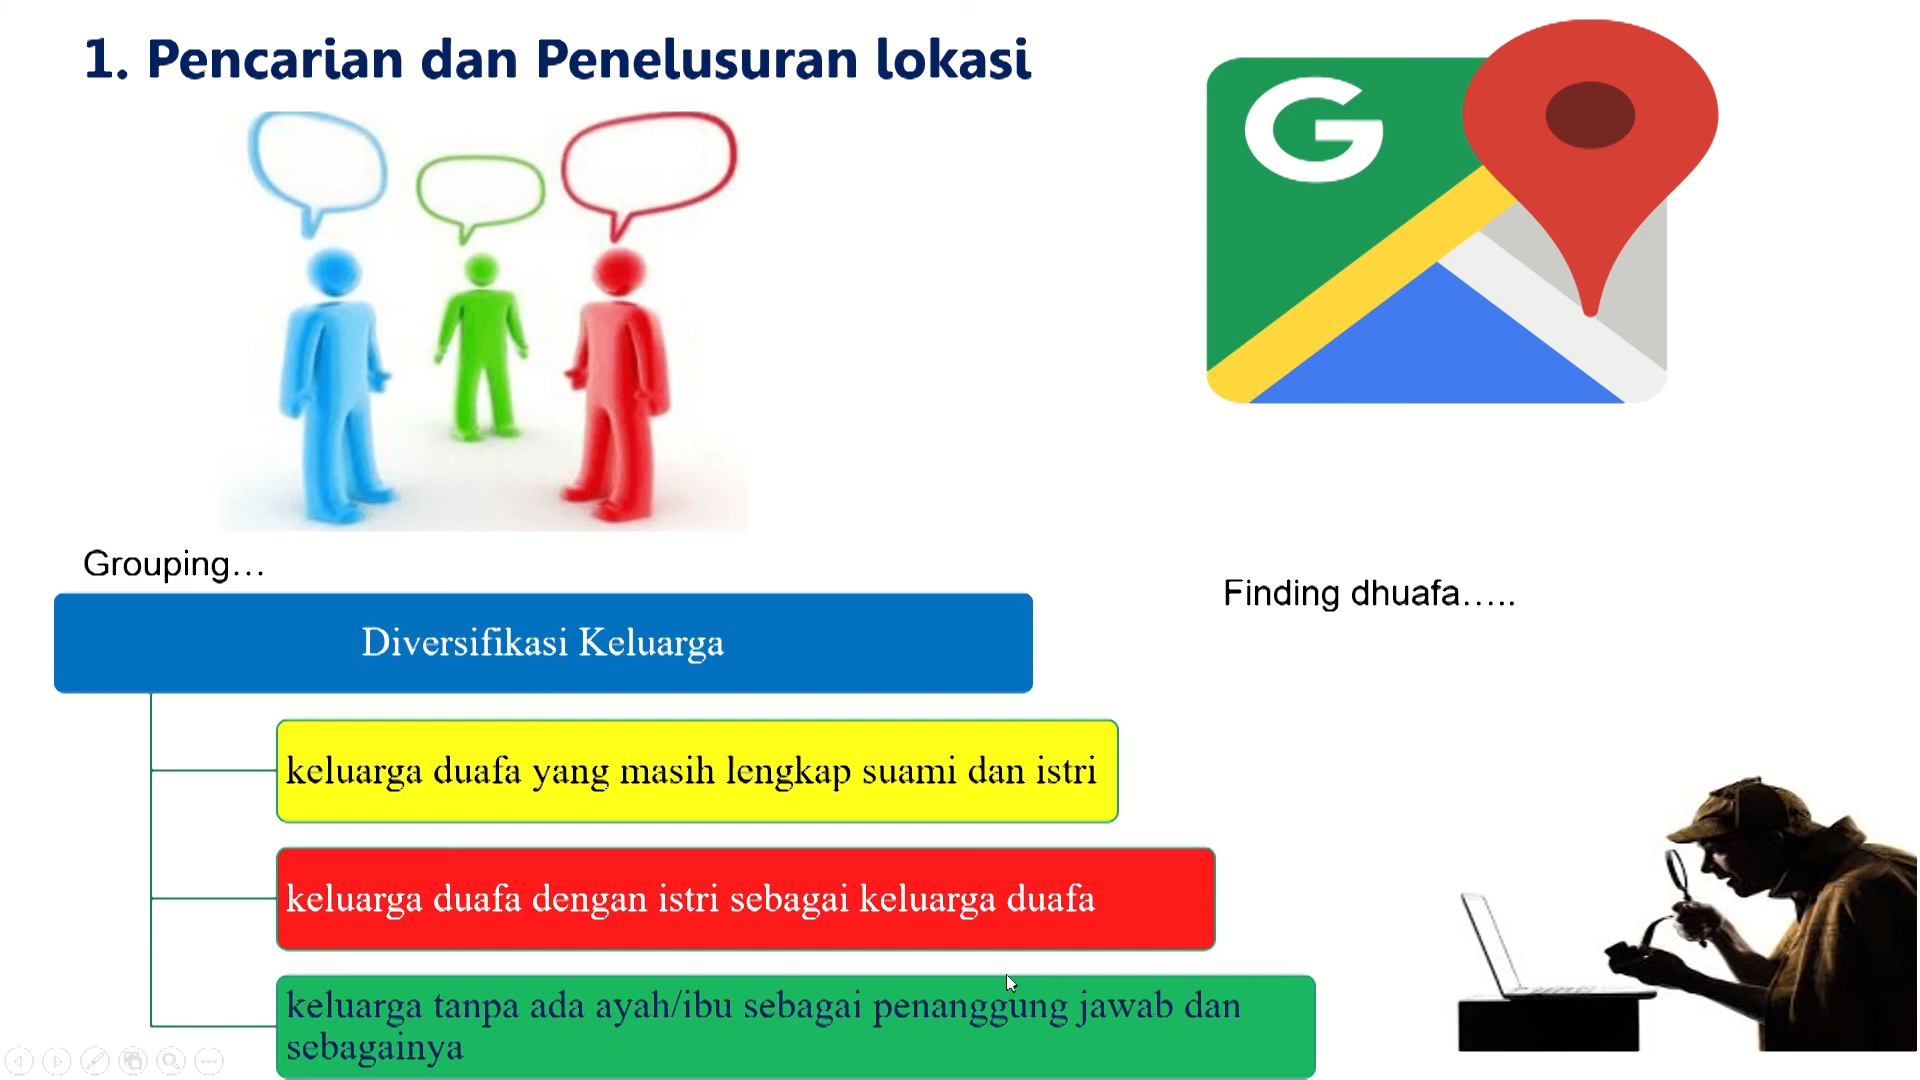 1. Pencarian dan Penelusuran lokasi
G
Grouping…
Finding dhuafa…..
Diversifikasi Keluarga
keluarga duafa yang masih lengkap suami dan istri
keluarga duafa dengan istri sebagai keluarga duafa
keluarga tanpa ada ayah/ibu sebagai penanggung jawab dan
sebagainya